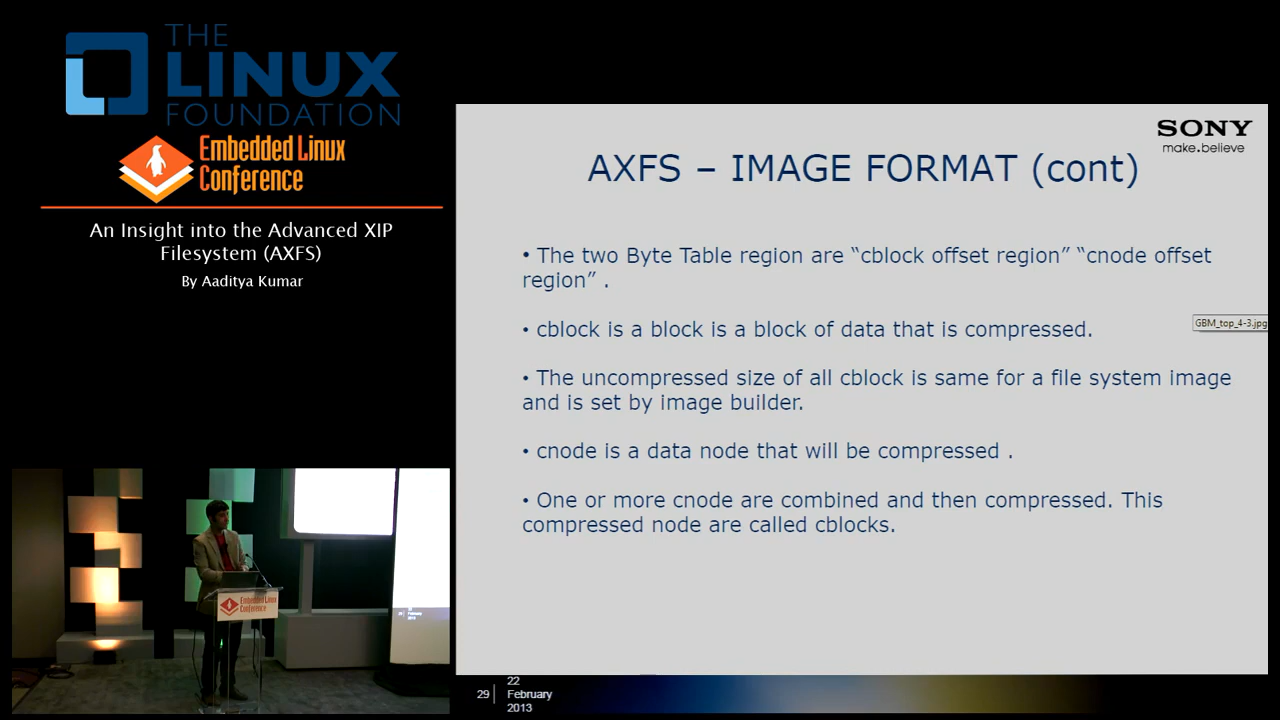 THE
LINUX
FOUNDATION
Embedded Linux
Conference
An Insight into the Advanced XIP
Filesystem (AXFS)
By Aaditya Kumar
SONY
make.believe
AXFS – IMAGE FORMAT (cont)
• The two Byte Table region are “cblock offset region” “cnode offset
region” .
• cblock is a block is a block of data that is compressed.
GBM_top_4-3.jpg
• The uncompressed size of all cblock is same for a file system image
and is set by image builder.
• cnode is a data node that will be compressed .
• One or more cnode are combined and then compressed. This
compressed node are called cblocks.
Embedded Linux
Conference
29
22
February
2013